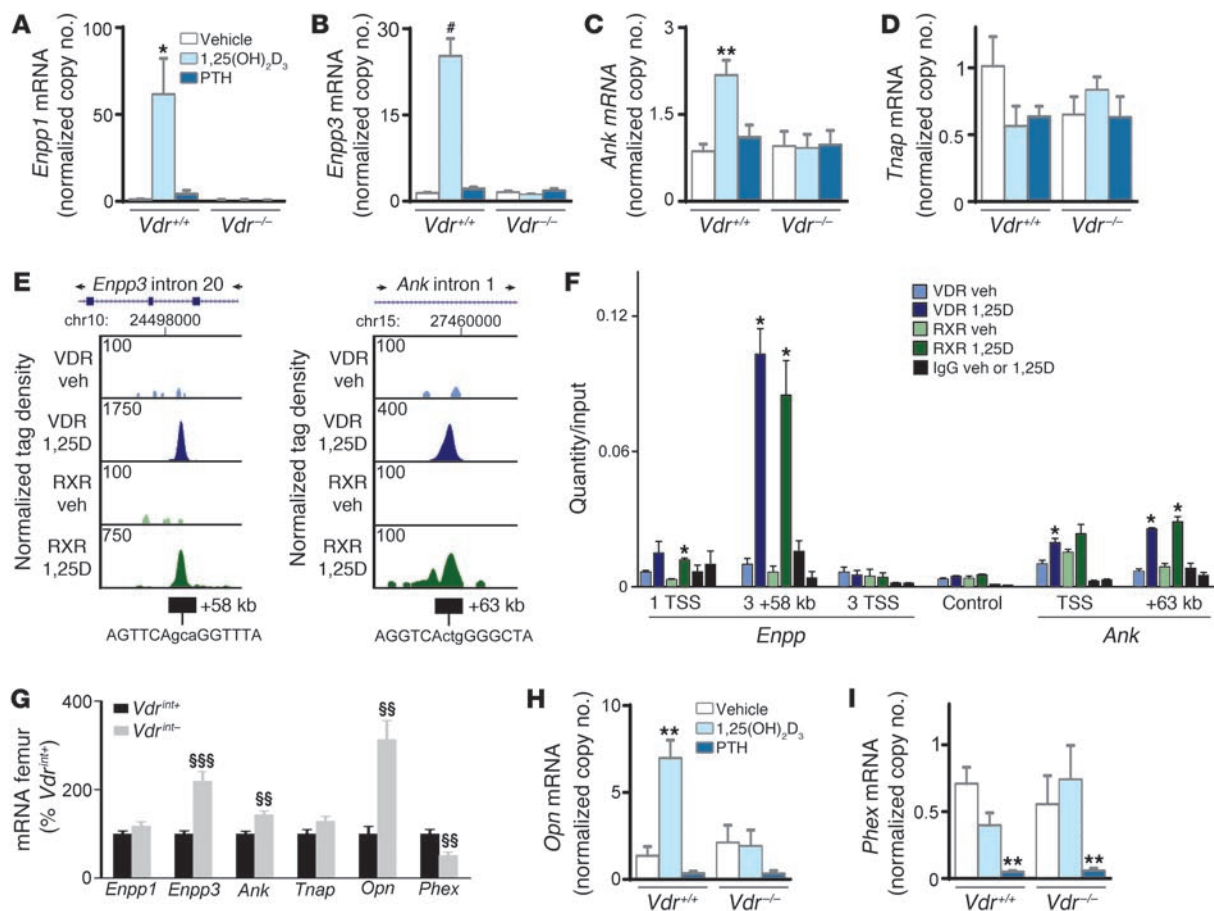 A
Enpp1 mRNA
(normalized copy no.)
100
50
0
*
Vehicle
1,25(OH)₂D₃
PTH
Vdr+/+
Vdr–/–
B
Enpp3 mRNA
(normalized copy no.)
30
15
0
#
Vdr+/+
Vdr–/–
C
Ank mRNA
(normalized copy no.)
3
1.5
0
**
Vdr+/+
Vdr–/–
D
Tnap mRNA
(normalized copy no.)
1
0.5
0
Vdr+/+
Vdr–/–
E
Enpp3 intron 20
chr10: 24498000
Normalized tag density
VDR
veh
100
VDR
1,25D
1750
RXR
veh
100
RXR
1,25D
750
+58 kb
AGTTCAgcaGGTTTA
Ank intron 1
chr15: 27460000
Normalized tag density
VDR
veh
100
VDR
1,25D
400
RXR
veh
100
RXR
1,25D
100
+63 kb
AGGTCActgGGGCTA
F
Quantity/input
0.12
0.06
0
VDR veh
VDR 1,25D
RXR veh
RXR 1,25D
IgG veh or 1,25D
* * * * * *
1 TSS 3 +58 kb 3 TSS Control TSS +63 kb
Enpp Ank
G
mRNA femur
(% Vdrint+)
400
200
0
Vdrint+
Vdrint–
§§§ §§ §§ §§
Enpp1 Enpp3 Ank Tnap Opn Phex
H
Opn mRNA
(normalized copy no.)
10
5
0
**
Vehicle
1,25(OH)₂D₃
PTH
Vdr+/+
Vdr–/–
I
Phex mRNA
(normalized copy no.)
1
0.5
0
** **
Vdr+/+
Vdr–/–